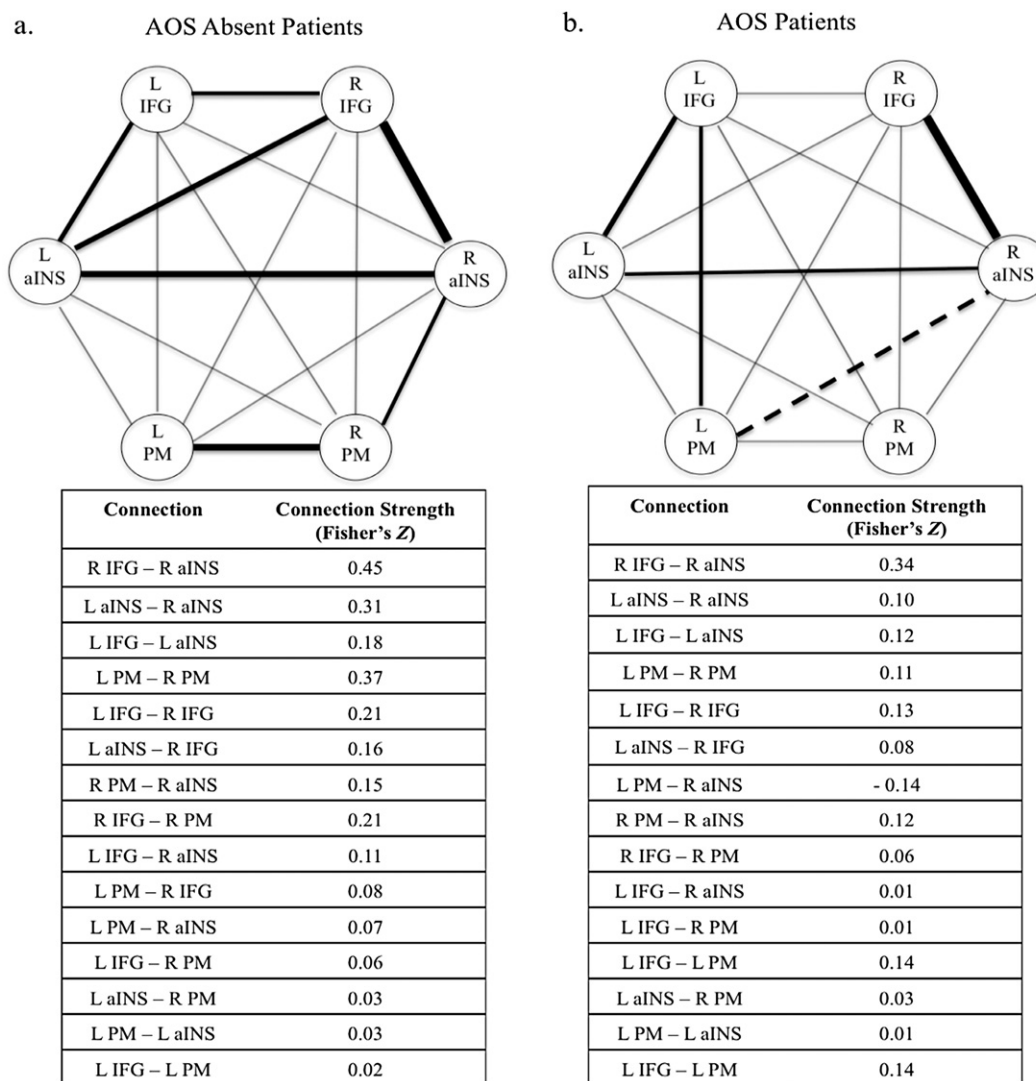 a.
AOS Absent Patients
L
IFG
R
IFG
L
aINS
R
aINS
L
PM
R
PM
Connection
Connection Strength
(Fisher's Z)
R IFG – R aINS 0.45
L aINS – R aINS 0.31
L IFG – L aINS 0.18
L PM – R PM 0.37
L IFG – R IFG 0.21
L aINS – R IFG 0.16
R PM – R aINS 0.15
R IFG – R PM 0.21
L IFG – R aINS 0.11
L PM – R IFG 0.08
L PM – R aINS 0.07
L IFG – R PM 0.06
L aINS – R PM 0.03
L PM – L aINS 0.03
L IFG – L PM 0.02
b.
AOS Patients
L
IFG
R
IFG
L
aINS
R
aINS
L
PM
R
PM
Connection
Connection Strength
(Fisher's Z)
R IFG – R aINS 0.34
L aINS – R aINS 0.10
L IFG – L aINS 0.12
L PM – R PM 0.11
L IFG – R IFG 0.13
L aINS – R IFG 0.08
L PM – R aINS - 0.14
R PM – R aINS 0.12
R IFG – R PM 0.06
L IFG – R aINS 0.01
L IFG – R PM 0.01
L IFG – L PM 0.14
L aINS – R PM 0.03
L PM – L aINS 0.01
L IFG – L PM 0.14